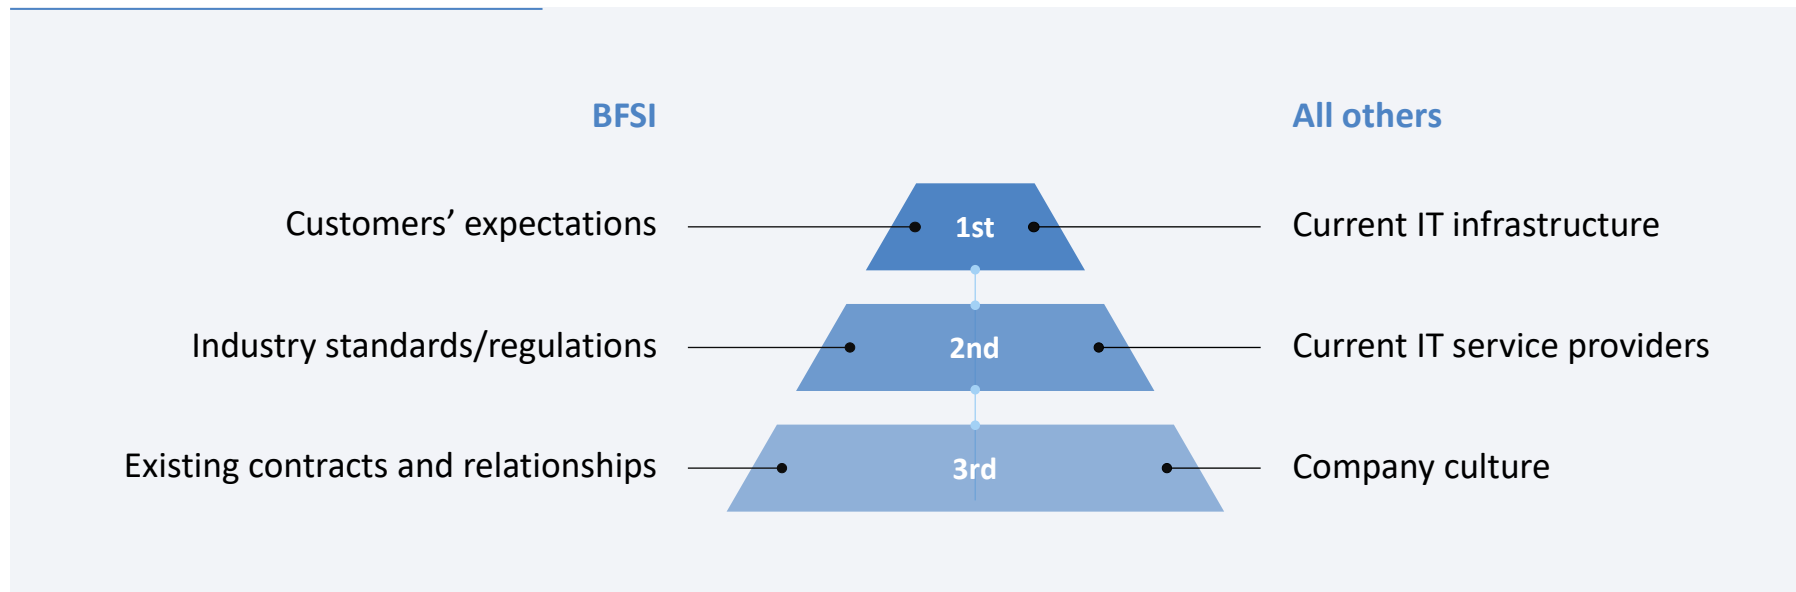 BFSI
All others
Customers’ expectations
1st
Current IT infrastructure
Industry standards/regulations
2nd
Current IT service providers
Existing contracts and relationships
3rd
Company culture